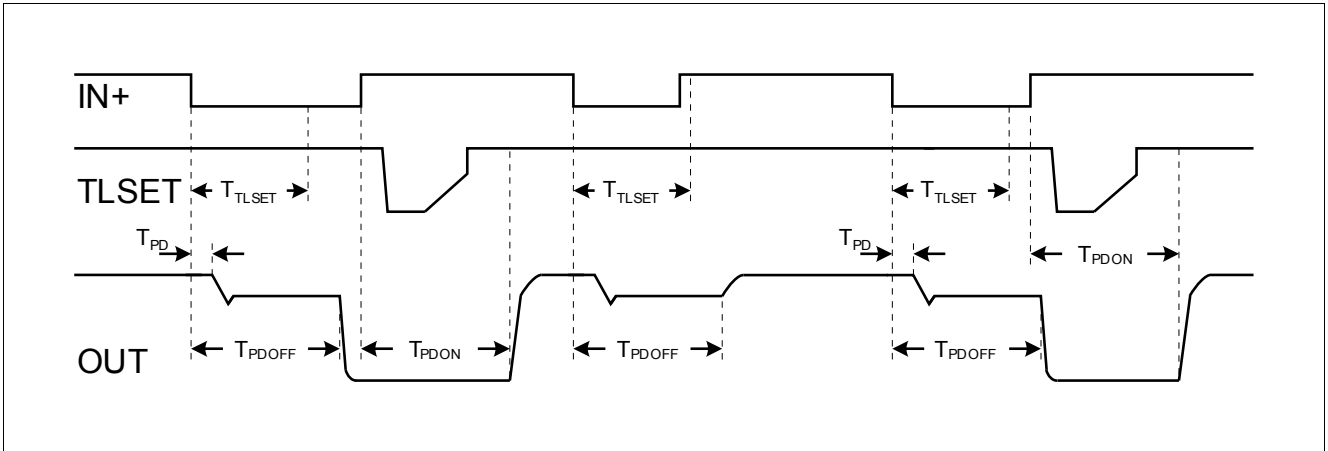 IN+
TLSET
T_TLSET
T_TLSET
T_TLSET
T_PD
T_PD
T_PDON
OUT
T_PDOFF
T_PDON
T_PDOFF
T_PDOFF